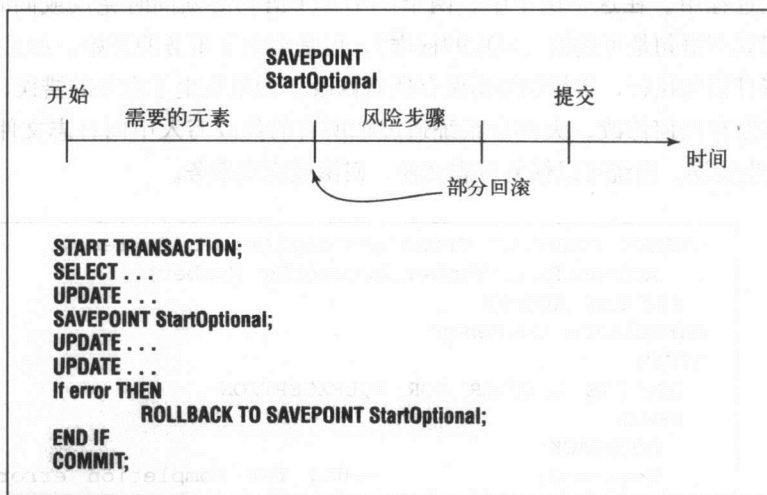 SAVEPOINT
StartOptional
开始
需要的元素
风险步骤
提交
时间
部分回滚
START TRANSACTION;
SELECT . . .
UPDATE . . .
SAVEPOINT StartOptional;
UPDATE . . .
UPDATE . . .
If error THEN
ROLLBACK TO SAVEPOINT StartOptional;
END IF
COMMIT;